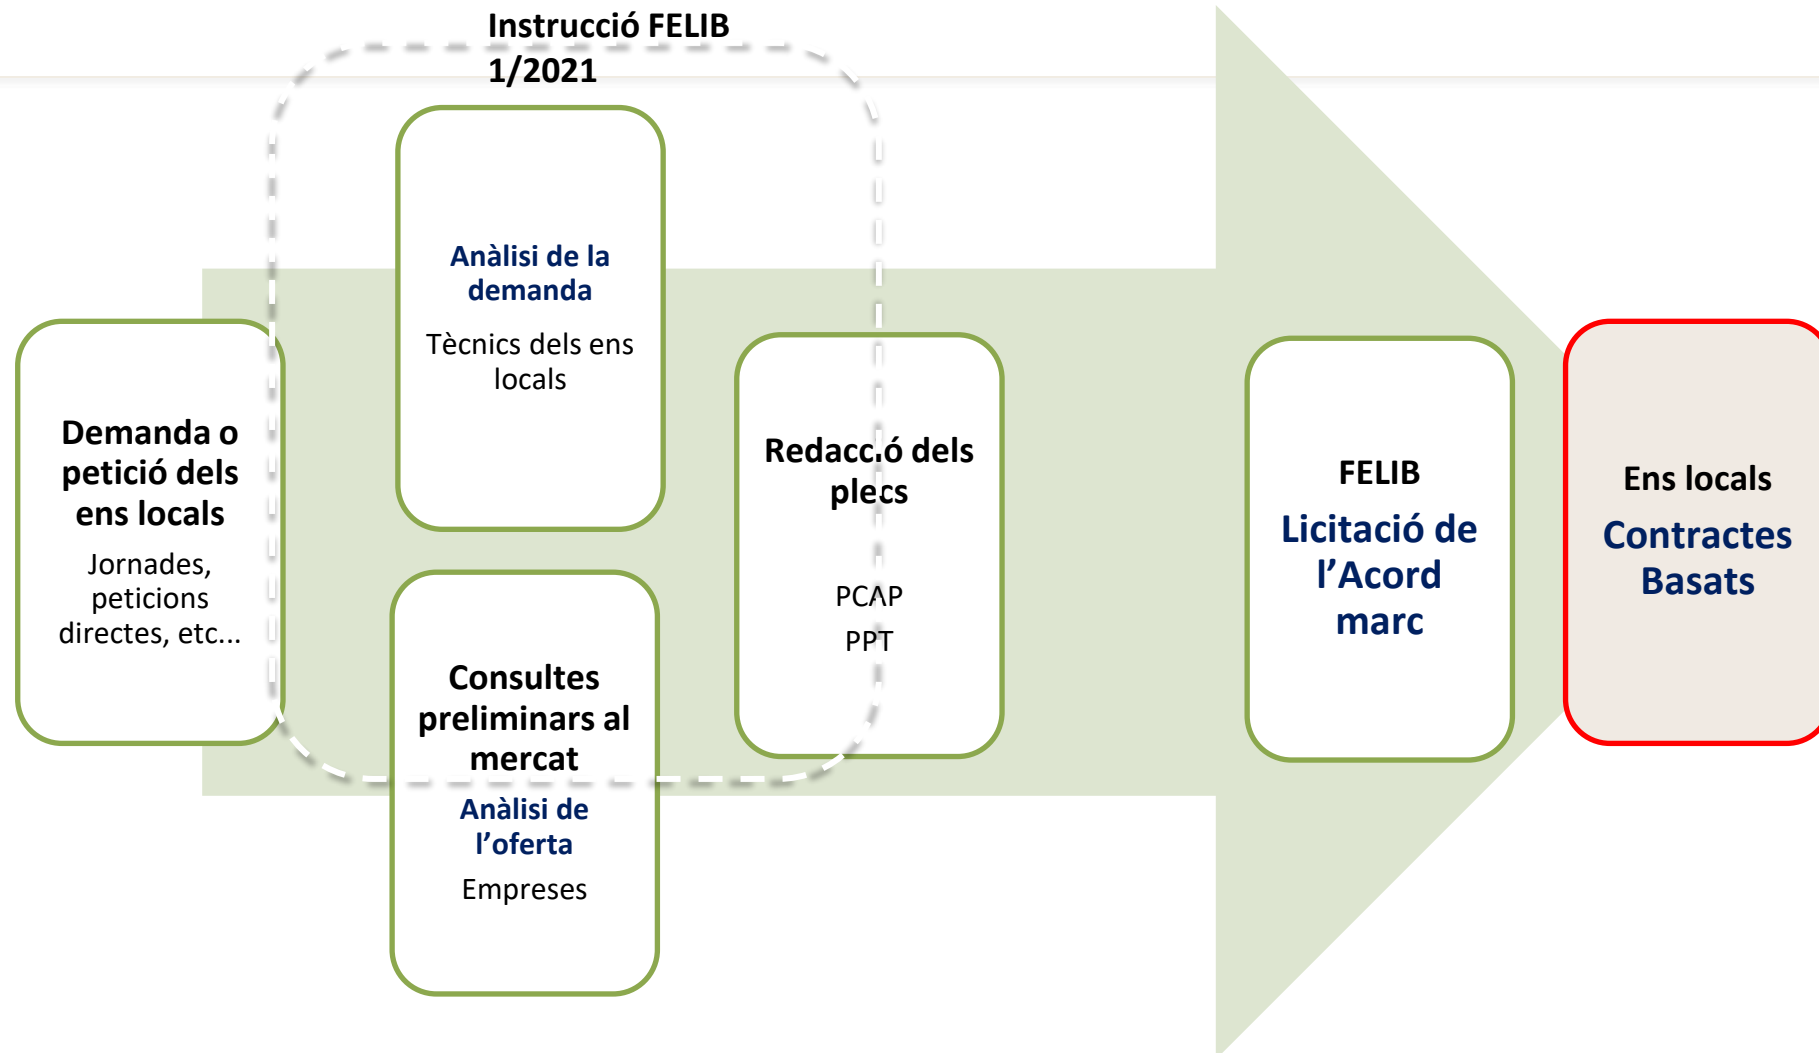 Instrucció FELIB
1/2021
Demanda o
petició dels
ens locals
Jornades,
peticions
directes, etc...
Anàlisi de la
demanda
Tècnics dels ens
locals
Consultes
preliminars al
mercat
Anàlisi de
l’oferta
Empreses
Redacció dels
plecs
PCAP
PPT
FELIB
Licitació de
l’Acord
marc
Ens locals
Contractes
Basats